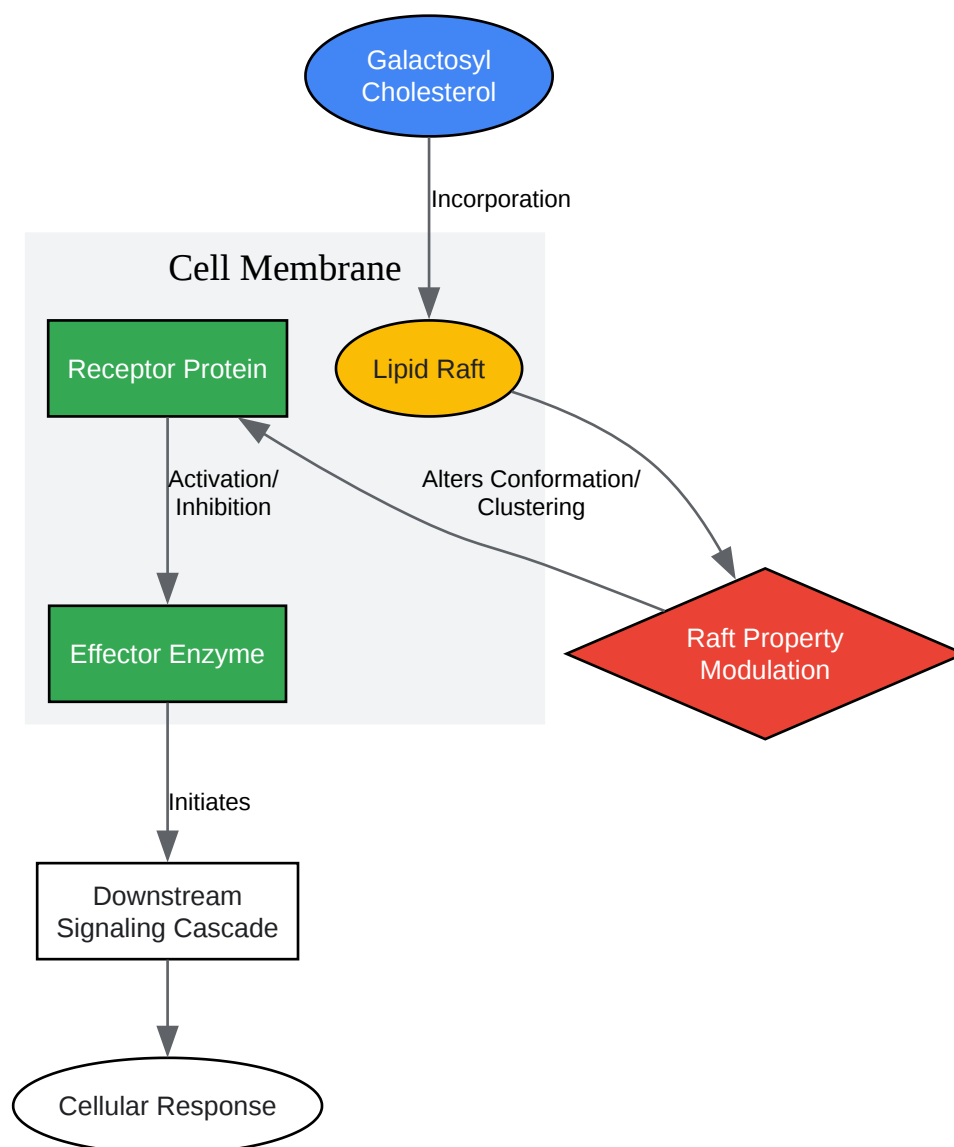 Galactosyl
Cholesterol
Incorporation
Cell Membrane
Receptor Protein
Lipid Raft
Activation/
Inhibition
Alters Conformation/
Clustering
Effector Enzyme
Raft Property
Modulation
Initiates
Downstream
Signaling Cascade
Cellular Response